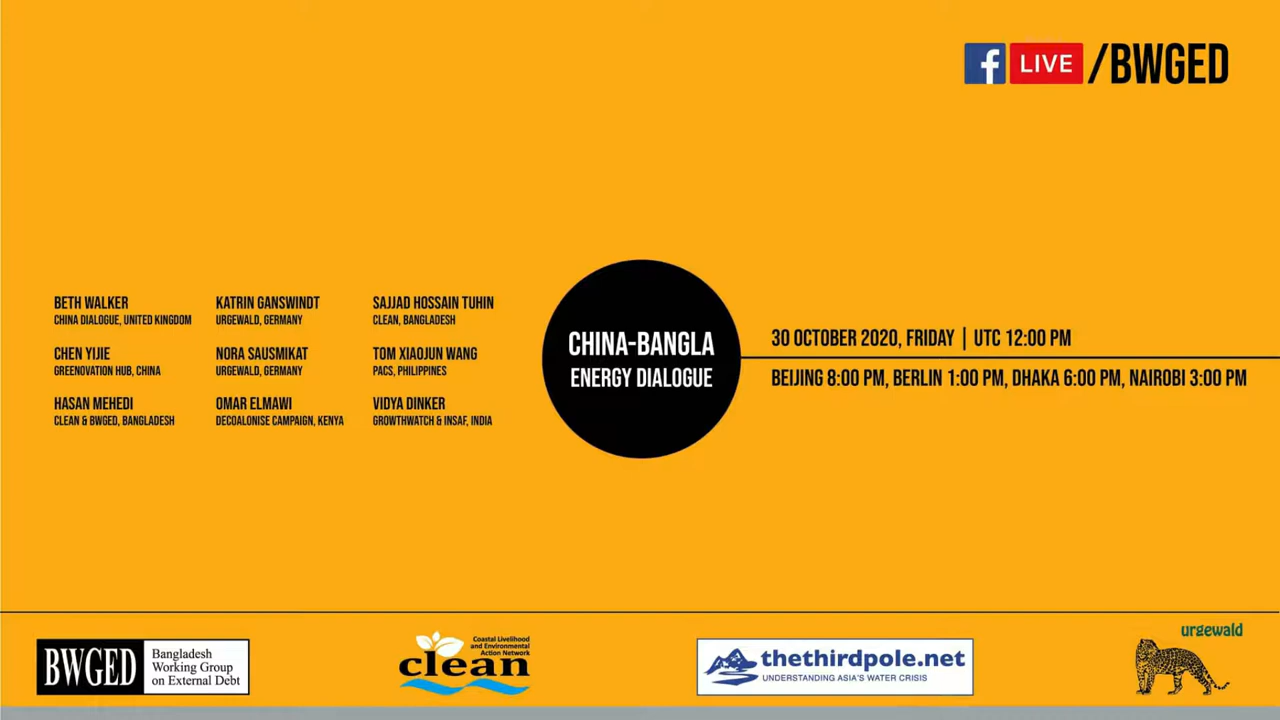 f LIVE /BWGED
BETH WALKER
CHINA DIALOGUE, UNITED KINGDOM
CHEN YIJIE
GREENOVATION HUB, CHINA
HASAN MEHEDI
CLEAN & BWGED, BANGLADESH
KATRIN GANSWINDT
URGEWALD, GERMANY
NORA SAUSMIKAT
URGEWALD, GERMANY
OMAR ELMAWI
DECOALONISE CAMPAIGN, KENYA
SAJJAD HOSSAIN TUHIN
CLEAN, BANGLADESH
TOM XIAOJUN WANG
PACS, PHILIPPINES
VIDYA DINKER
GROWTHWATCH & INSAF, INDIA
CHINA-BANGLA
ENERGY DIALOGUE
30 OCTOBER 2020, FRIDAY | UTC 12:00 PM
BEIJING 8:00 PM, BERLIN 1:00 PM, DHAKA 6:00 PM, NAIROBI 3:00 PM
BWGED
Bangladesh
Working Group
on External Debt
clean
Coastal Livelihood
and Environmental
Action Network
thethirdpole.net
UNDERSTANDING ASIA'S WATER CRISIS
urgewald